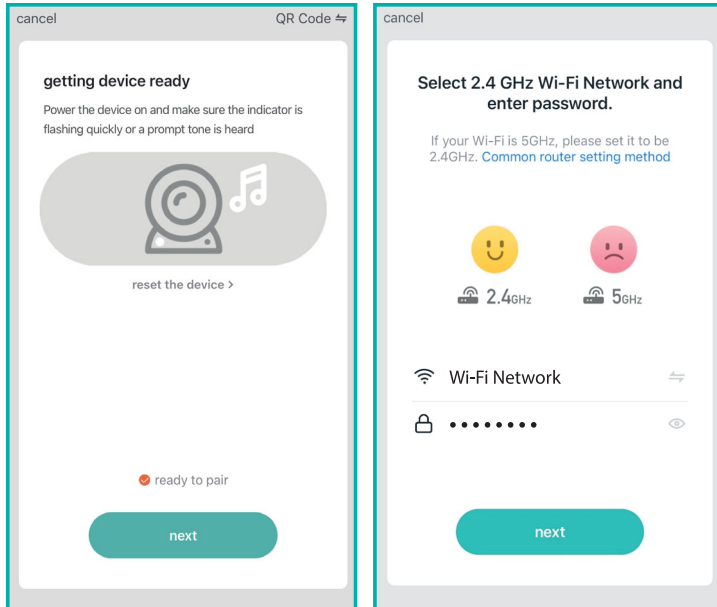 cancel
QR Code
getting device ready
Power the device on and make sure the indicator is
flashing quickly or a prompt tone is heard
reset the device >
ready to pair
next
cancel
Select 2.4 GHz Wi-Fi Network and
enter password.
If your Wi-Fi is 5GHz, please set it to be
2.4GHz. Common router setting method
2.4GHz
5GHz
Wi-Fi Network
••••••••
next